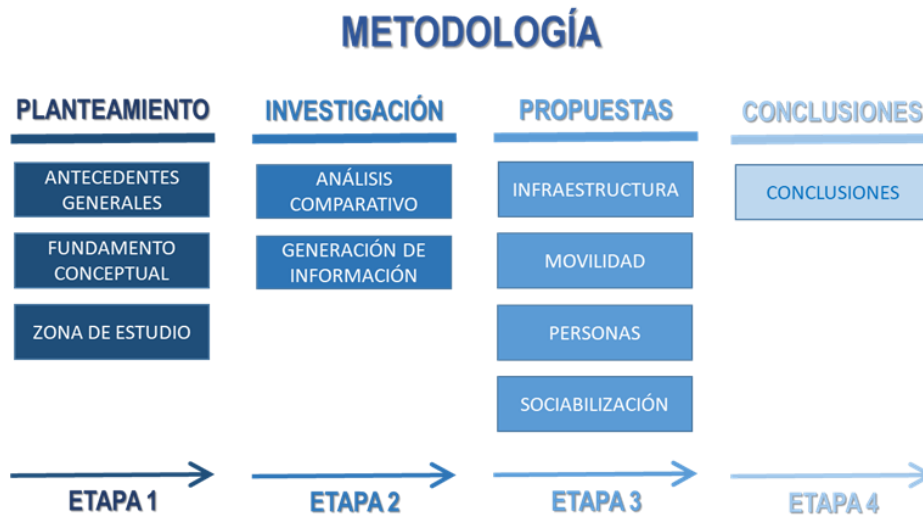 METODOLOGÍA
PLANTEAMIENTO
ANTECEDENTES
GENERALES
FUNDAMENTO
CONCEPTUAL
ZONA DE ESTUDIO
ETAPA 1
INVESTIGACIÓN
ANÁLISIS
COMPARATIVO
GENERACIÓN DE
INFORMACIÓN
ETAPA 2
PROPUESTAS
INFRAESTRUCTURA
MOVILIDAD
PERSONAS
SOCIABILIZACIÓN
ETAPA 3
CONCLUSIONES
CONCLUSIONES
ETAPA 4